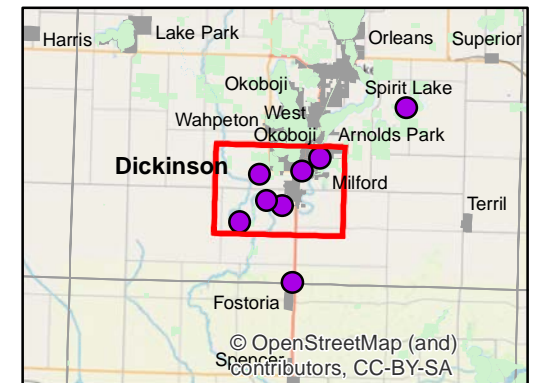 Harris
Lake Park
Orleans
Superior
Okoboji
Spirit Lake
Wahpeton
West
Okoboji
Arnolds Park
Dickinson
Milford
Terril
Fostoria
© OpenStreetMap (and)
Spencer
contributors, CC-BY-SA